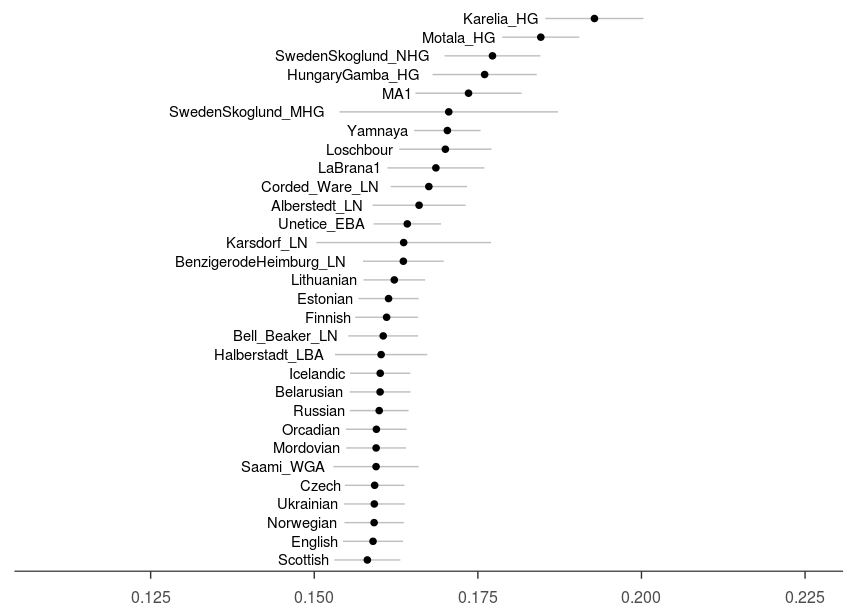 Karelia_HG
Motala_HG
SwedenSkoglund_NHG
HungaryGamba_HG
MA1
SwedenSkoglund_MHG
Yamnaya
Loschbour
LaBrana1
Corded_Ware_LN
Alberstedt_LN
Unetice_EBA
Karsdorf_LN
BenzigerodeHeimburg_LN
Lithuanian
Estonian
Finnish
Bell_Beaker_LN
Halberstadt_LBA
Icelandic
Belarusian
Russian
Orcadian
Mordovian
Saami_WGA
Czech
Ukrainian
Norwegian
English
Scottish
0.125 0.150 0.175 0.200 0.225